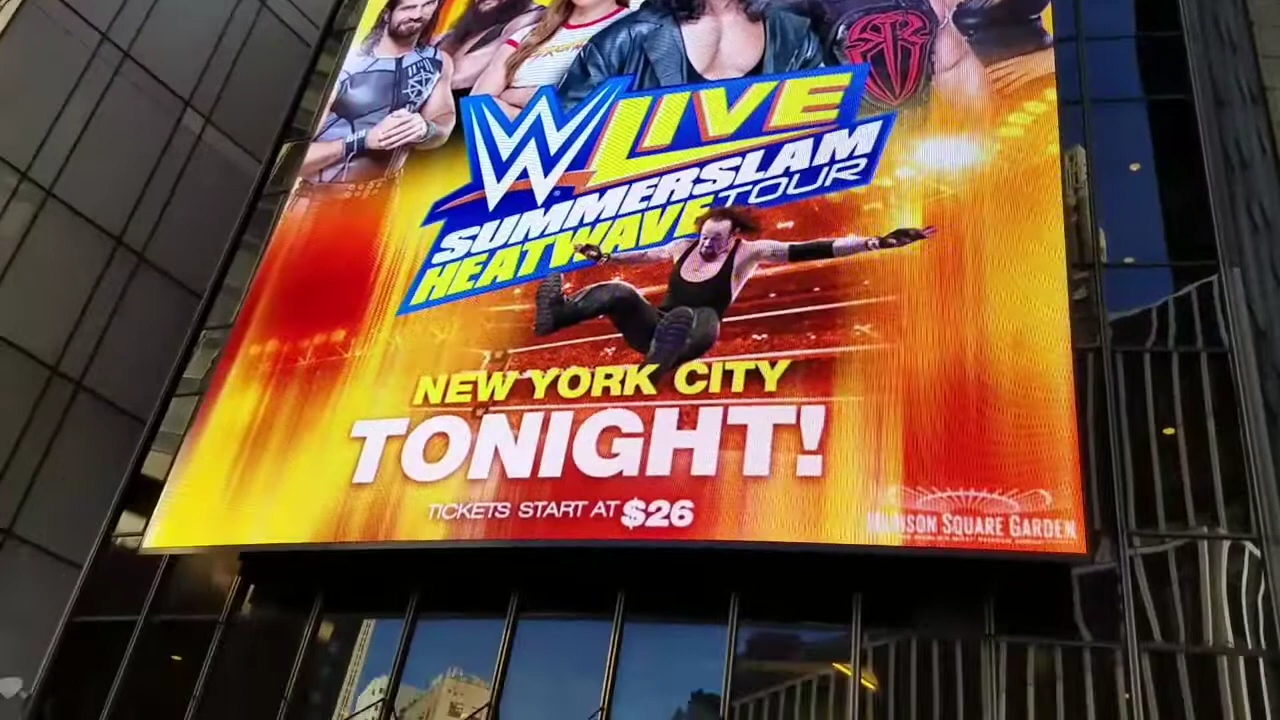 W LIVE
SUMMERSLAM
HEATWAVE TOUR
NEW YORK CITY
TONIGHT!
TICKETS START AT $26
MADISON SQUARE GARDEN